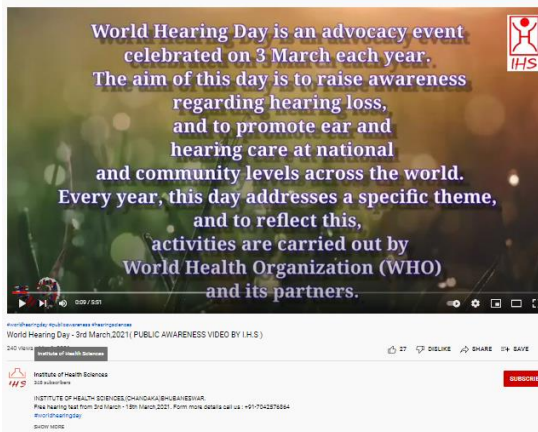 World Hearing Day is an advocacy event
celebrated on 3 March each year.
The aim of this day is to raise awareness
regarding hearing loss,
and to promote ear and
hearing care at national
and community levels across the world.
Every year, this day addresses a specific theme,
and to reflect this,
activities are carried out by
World Health Organization (WHO)
and its partners.
IHS
0:09 / 5:51
#worldhearingday #publicawareness #hearingsciences
World Hearing Day - 3rd March,2021( PUBLIC AWARENESS VIDEO BY I.H.S )
240 views
Institute of Health Sciences
27 DISLIKE SHARE SAVE
IHS
Institute of Health Sciences
subscribers
SUBSCRIBE
INSTITUTE OF HEALTH SCIENCES,(CHANDAKA)BHUBANESWAR.
Free hearing test from 3rd March - 15th March,2021. Form more details call us : +91-7042576864
#worldhearingday
SHOW MORE